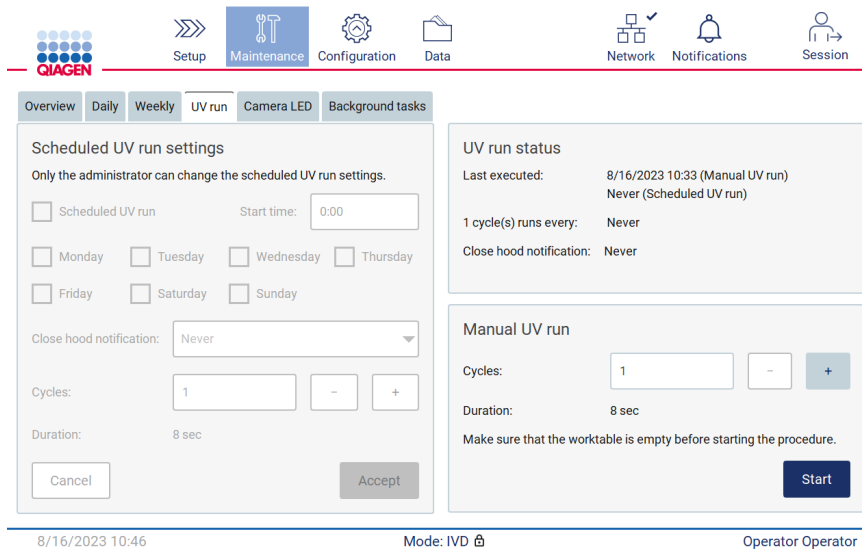 QIAGEN
Setup
Maintenance
Configuration
Data
Network
Notifications
Session
Overview
Daily
Weekly
UV run
Camera LED
Background tasks
Scheduled UV run settings
Only the administrator can change the scheduled UV run settings.
Scheduled UV run
Start time:
0:00
Monday
Tuesday
Wednesday
Thursday
Friday
Saturday
Sunday
Close hood notification:
Never
Cycles:
1
−
+
Duration:
8 sec
Cancel
Accept
UV run status
Last executed:
8/16/2023 10:33 (Manual UV run)
Never (Scheduled UV run)
1 cycle(s) runs every:
Never
Close hood notification:
Never
Manual UV run
Cycles:
1
−
+
Duration:
8 sec
Make sure that the worktable is empty before starting the procedure.
Start
8/16/2023 10:46
Mode: IVD
Operator Operator